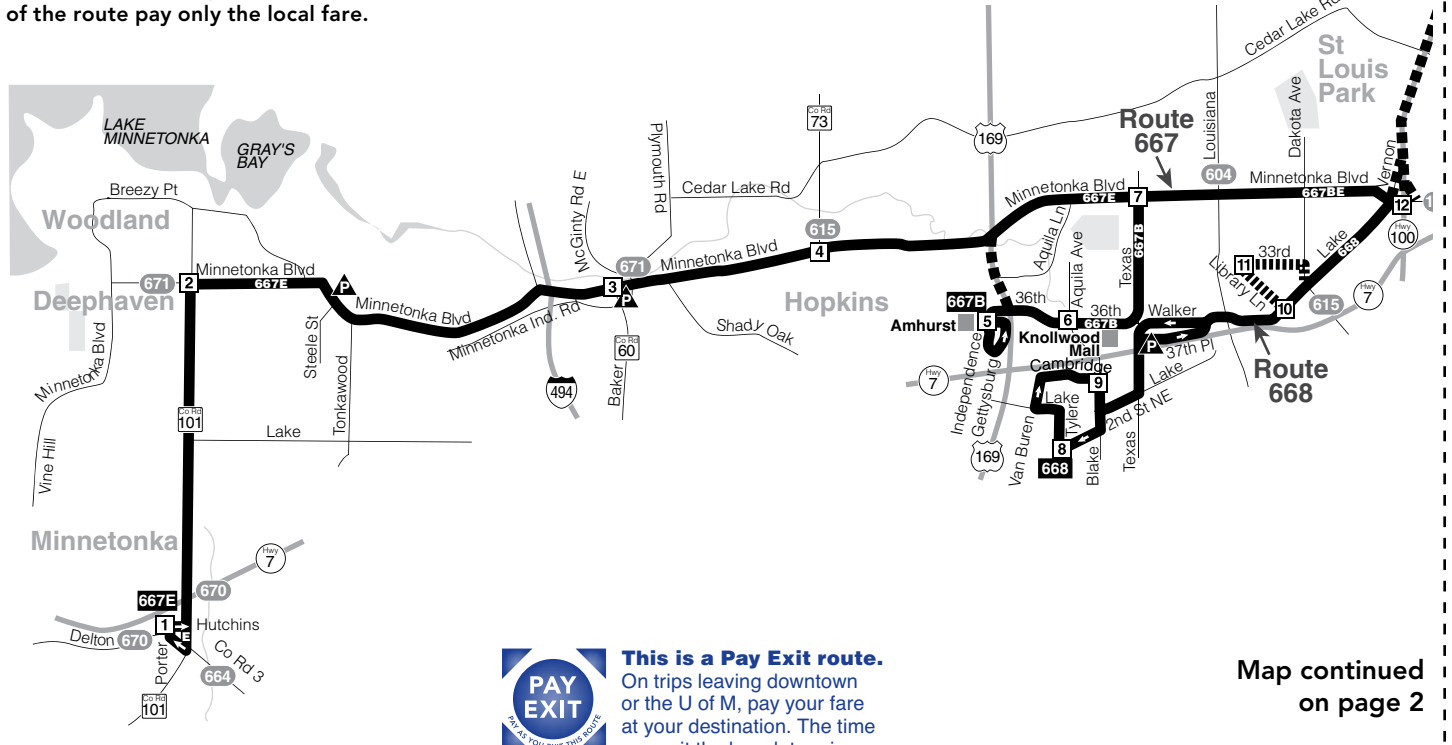 of the route pay only the local fare.
Cedar Lake Rd
St
Louis
Park
LAKE
MINNETONKA
GRAY'S
BAY
Co Rd
73
Plymouth Rd
169
Route
667
Louisiana
Dakota Ave
Vernon
McGinty Rd E
Breezy Pt
Cedar Lake Rd
604
Minnetonka Blvd
667E
7
Minnetonka Blvd
667BE
12
Woodland
615
Aquila Ln
Aquila Ave
Texas
667B
Lake
668
Hwy
100
671
2
Minnetonka Blvd
667E
P
671
3
P
Minnetonka Blvd
4
33rd
11
Library Ln
10
615
Hwy
7
Deephaven
Minnetonka Blvd
Minnetonka Ind. Rd
Hopkins
667B
36th
36th
Walker
Amhurst
5
6
667B
Knollwood
Mall
P
37th Pl
Minnetonka Blvd
Steele St
Tonkawood
494
Co Rd
60
Baker
Shady Oak
Hwy
7
Independence
Gettysburg
Cambridge
9
Lake
Route
668
Co Rd
101
Lake
Lake
Tyler
2nd St NE
Vine Hill
169
Van Buren
8
668
Blake
Texas
Minnetonka
Hwy
7
667E
670
1
E
Hutchins
Delton
670
Porter
Co Rd 3
664
Co Rd
101
PAY
EXIT
PAY AS YOU EXIT THIS ROUTE
This is a Pay Exit route.
On trips leaving downtown
or the U of M, pay your fare
at your destination. The time
Map continued
on page 2